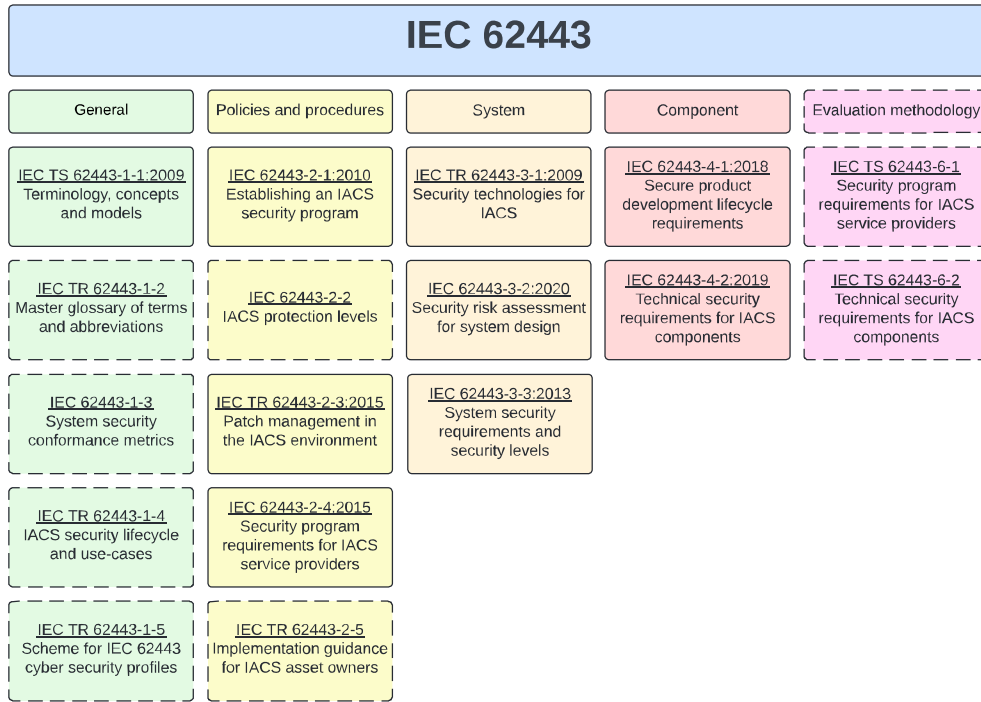 IEC 62443
General
Policies and procedures
System
Component
Evaluation methodology
IEC TS 62443-1-1:2009
Terminology, concepts
and models
IEC 62443-2-1:2010
Establishing an IACS
security program
IEC TR 62443-3-1:2009
Security technologies for
IACS
IEC 62443-4-1:2018
Secure product
development lifecycle
requirements
IEC TS 62443-6-1
Security program
requirements for IACS
service providers
IEC TR 62443-1-2
Master glossary of terms
and abbreviations
IEC 62443-2-2
IACS protection levels
IEC 62443-3-2:2020
Security risk assessment
for system design
IEC 62443-4-2:2019
Technical security
requirements for IACS
components
IEC TS 62443-6-2
Technical security
requirements for IACS
components
IEC 62443-1-3
System security
conformance metrics
IEC TR 62443-2-3:2015
Patch management in
the IACS environment
IEC 62443-3-3:2013
System security
requirements and
security levels
IEC TR 62443-1-4
IACS security lifecycle
and use-cases
IEC 62443-2-4:2015
Security program
requirements for IACS
service providers
IEC TR 62443-1-5
Scheme for IEC 62443
cyber security profiles
IEC TR 62443-2-5
Implementation guidance
for IACS asset owners